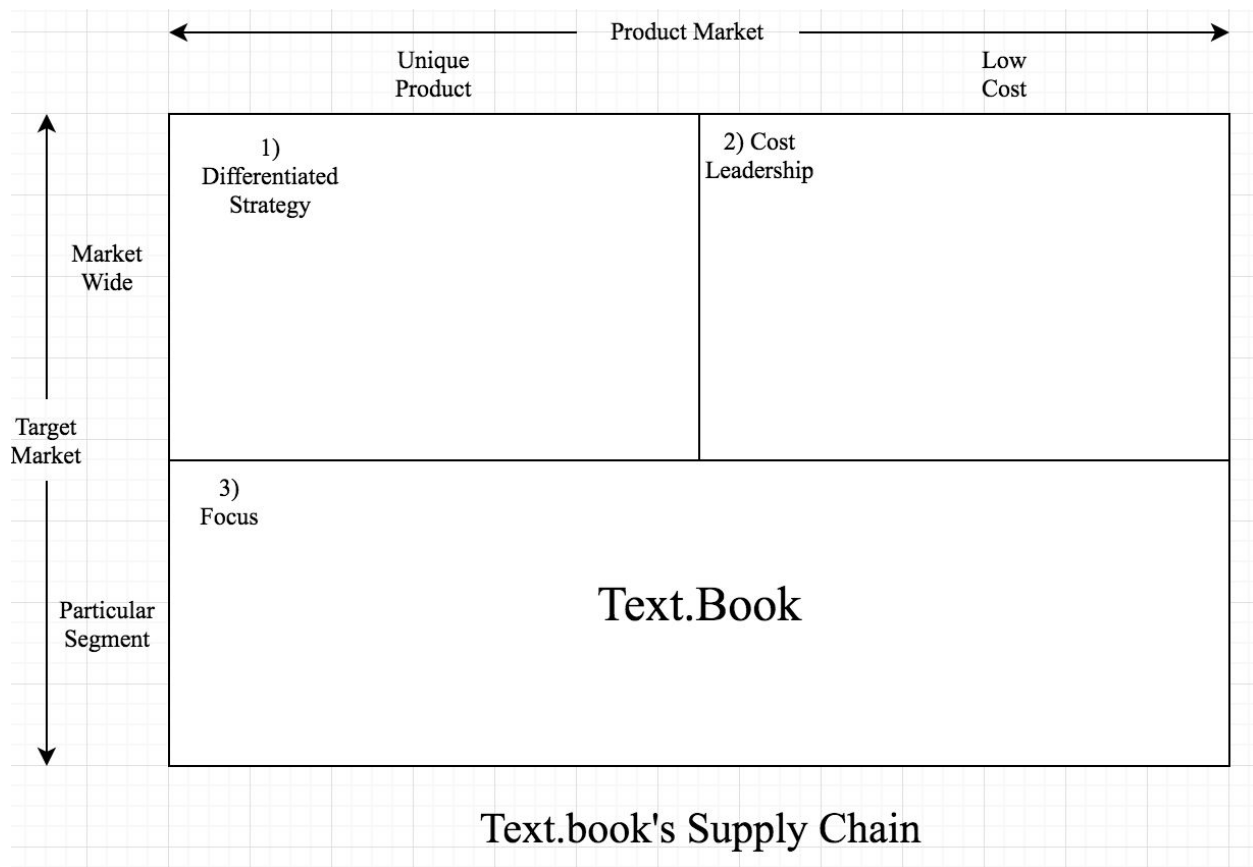 Product Market
Unique
Product
Low
Cost
1)
Differentiated
Strategy
2) Cost
Leadership
Market
Wide
Target
Market
3)
Focus
Text.Book
Particular
Segment
Text.book's Supply Chain